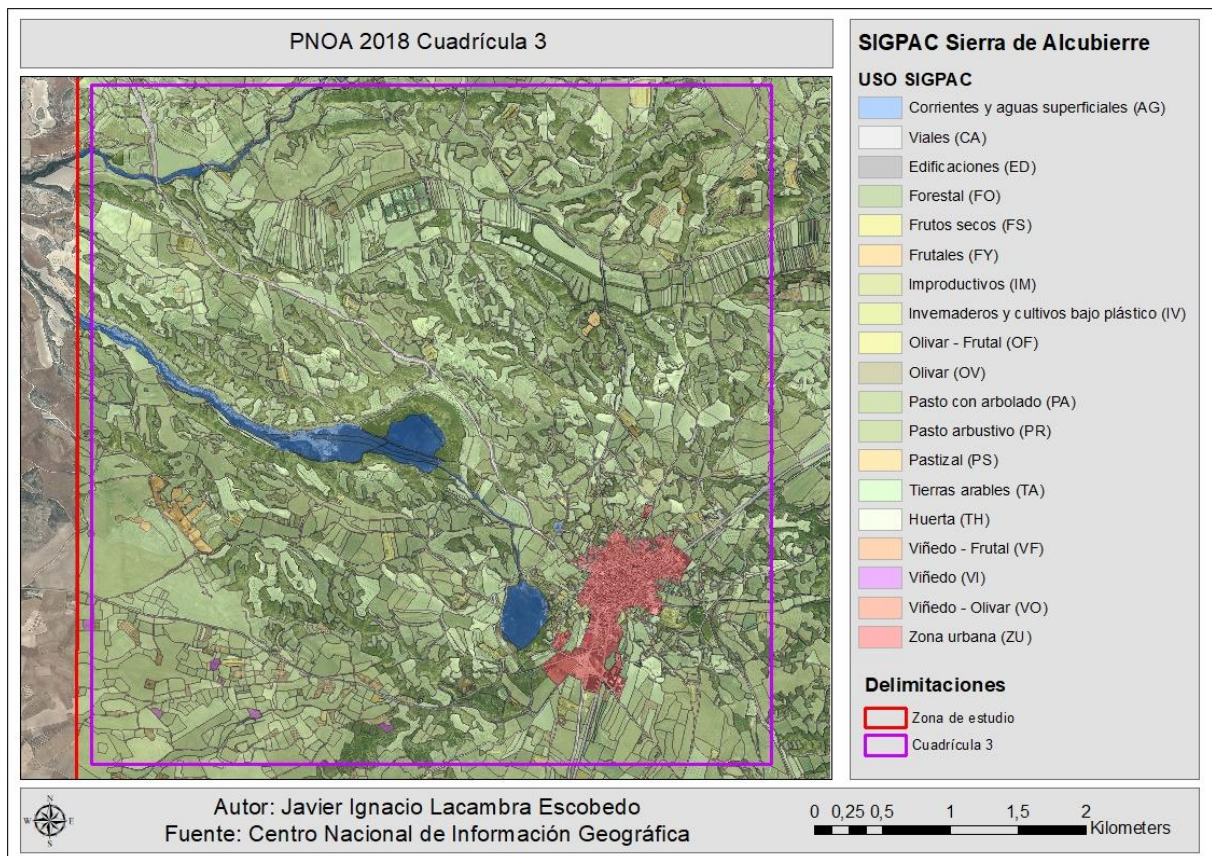 PNOA 2018 Cuadrícula 3
SIGPAC Sierra de Alcubierre
USO SIGPAC
Corrientes y aguas superficiales (AG)
Viales (CA)
Edificaciones (ED)
Forestal (FO)
Frutos secos (FS)
Frutales (FY)
Improductivos (IM)
Invernaderos y cultivos bajo plástico (IV)
Olivar - Frutal (OF)
Olivar (OV)
Pasto con arbolado (PA)
Pasto arbustivo (PR)
Pastizal (PS)
Tierras arables (TA)
Huerta (TH)
Viñedo - Frutal (VF)
Viñedo (VI)
Viñedo - Olivar (VO)
Zona urbana (ZU)
Delimitaciones
Zona de estudio
Cuadrícula 3
N
W E
S
Autor: Javier Ignacio Lacambra Escobedo
Fuente: Centro Nacional de Información Geográfica
0 0,25 0,5 1 1,5 2
Kilometers